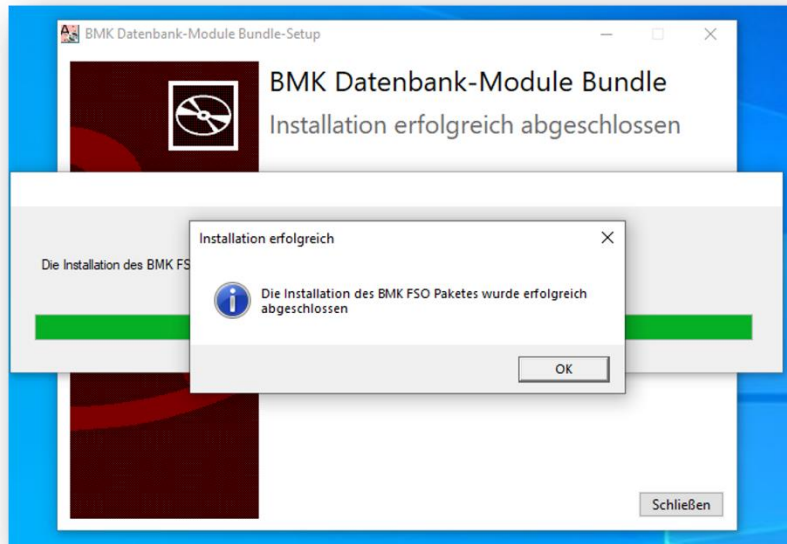 BMK Datenbank-Module Bundle-Setup
BMK Datenbank-Module Bundle
Installation erfolgreich abgeschlossen
Installation erfolgreich
Die Installation des BMK FS
Die Installation des BMK FSO Paketes wurde erfolgreich
abgeschlossen
OK
Schließen